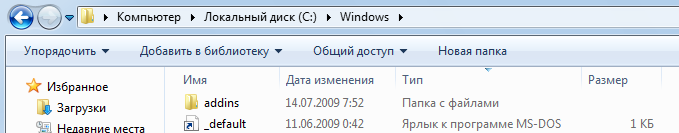 Компьютер ▸ Локальный диск (C:) ▸ Windows ▸
Упорядочить Добавить в библиотеку Общий доступ Новая папка
Избранное
Загрузки
Недавние места
Имя Дата изменения Тип Размер
addins 14.07.2009 7:52 Папка с файлами
_default 11.06.2009 0:42 Ярлык к программе MS-DOS 1 КБ